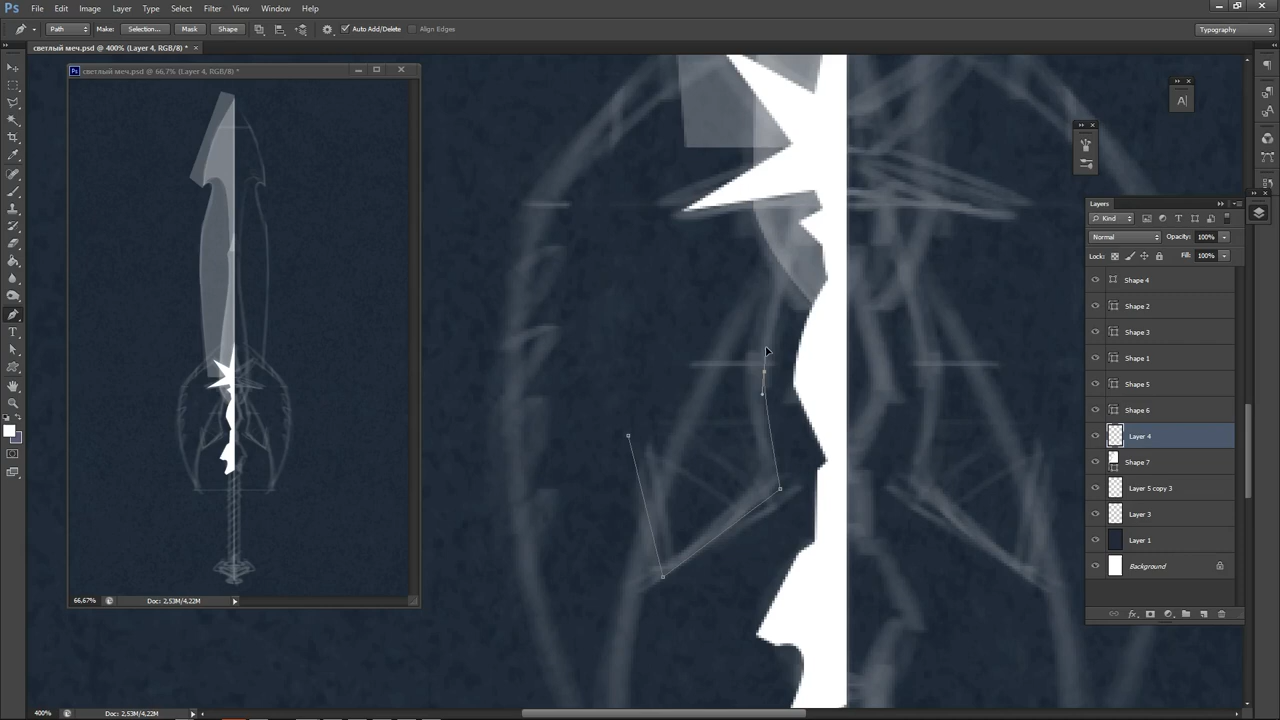 Ps File Edit Image Layer Type Select Filter View Window Help
Path Make: Selection... Mask Shape Auto Add/Delete Align Edges Typography
светлый меч.psd @ 400% (Layer 4, RGB/8) * ×
Ps светлый меч.psd @ 66,7% (Layer 4, RGB/8) *
66.67% Doc: 2,53M/4,22M
A
Layers
Kind
Normal Opacity: 100%
Lock: Fill: 100%
Shape 4
Shape 2
Shape 3
Shape 1
Shape 5
Shape 6
Layer 4
Shape 7
Layer 5 copy 3
Layer 3
Layer 1
Background
fx
400% Doc: 2,53M/4,22M